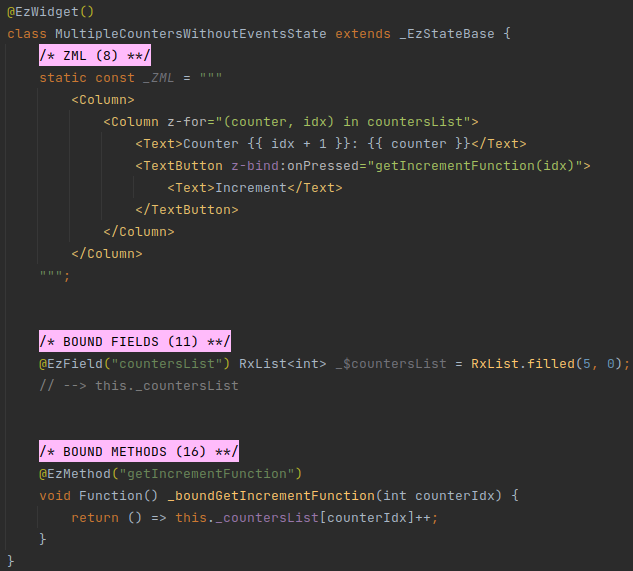 @EzWidget()
class MultipleCountersWithoutEventsState extends _EzStateBase {
    /* ZML (8) **/
    static const _ZML = """
        <Column>
            <Column z-for="(counter, idx) in countersList">
                <Text>Counter {{ idx + 1 }}: {{ counter }}</Text>
                <TextButton z-bind:onPressed="getIncrementFunction(idx)">
                    <Text>Increment</Text>
                </TextButton>
            </Column>
        </Column>
    """;
    /* BOUND FIELDS (11) **/
    @EzField("countersList") RxList<int> _$countersList = RxList.filled(5, 0);
    // --> this._countersList
    /* BOUND METHODS (16) **/
    @EzMethod("getIncrementFunction")
    void Function() _boundGetIncrementFunction(int counterIdx) {
        return () => this._countersList[counterIdx]++;
    }
}